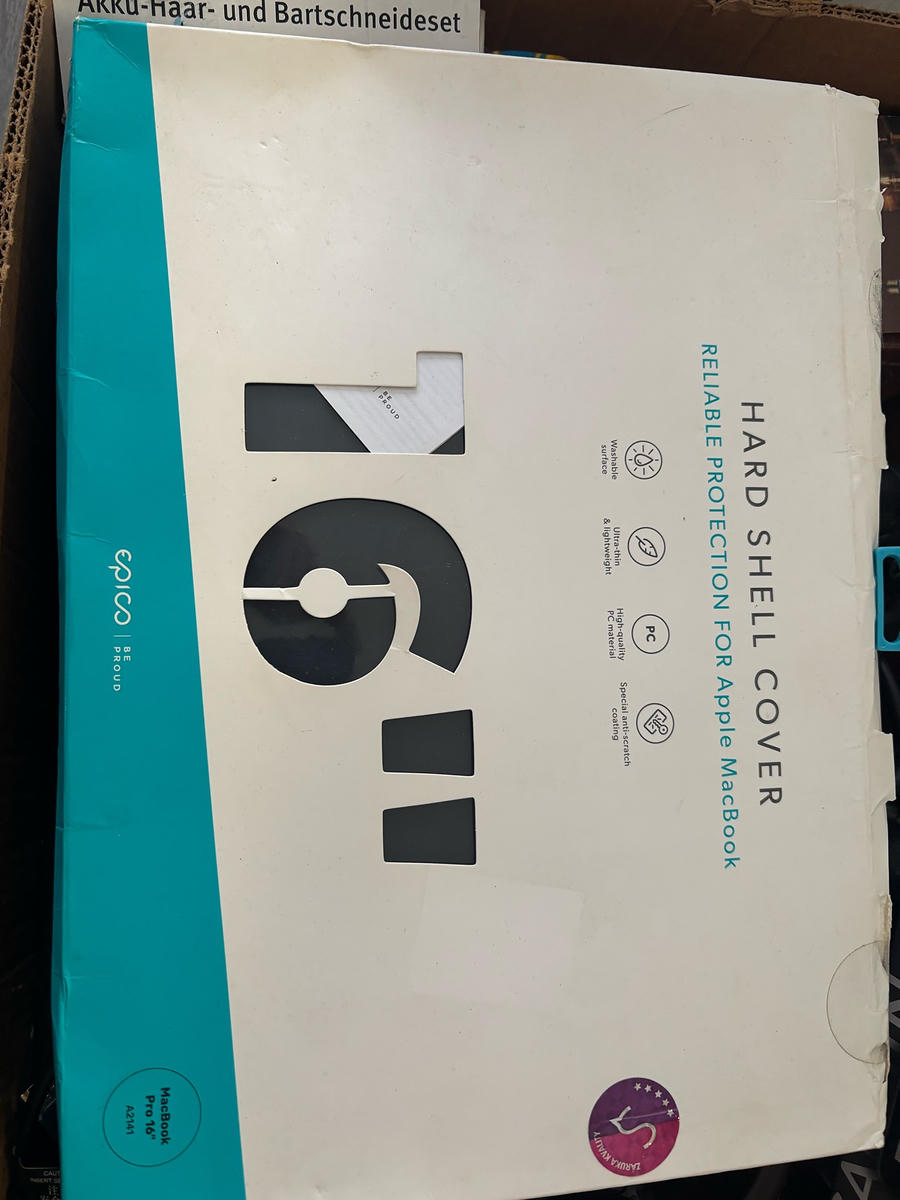 Akku-Haar- und Bartschneideset
HARD SHELL COVER
RELIABLE PROTECTION FOR Apple MacBook
Washable
surface
Ultra-thin
& lightweight
PC
High-quality
PC material
Special anti-scratch
coating
16"
BE
PROUD
epico | BE
PROUD
MacBook
Pro 16"
A2141
ZÁRUKA KVALITY